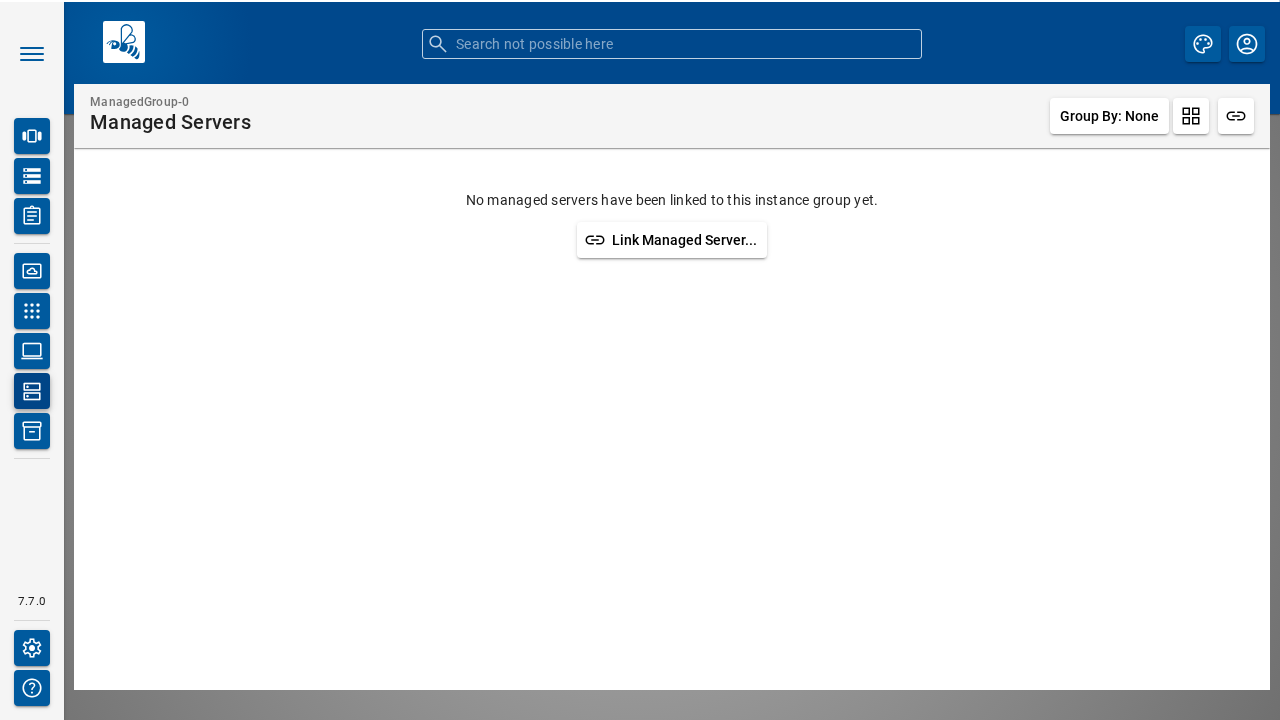 Search not possible here
ManagedGroup-0
Managed Servers
Group By: None
No managed servers have been linked to this instance group yet.
Link Managed Server...
7.7.0